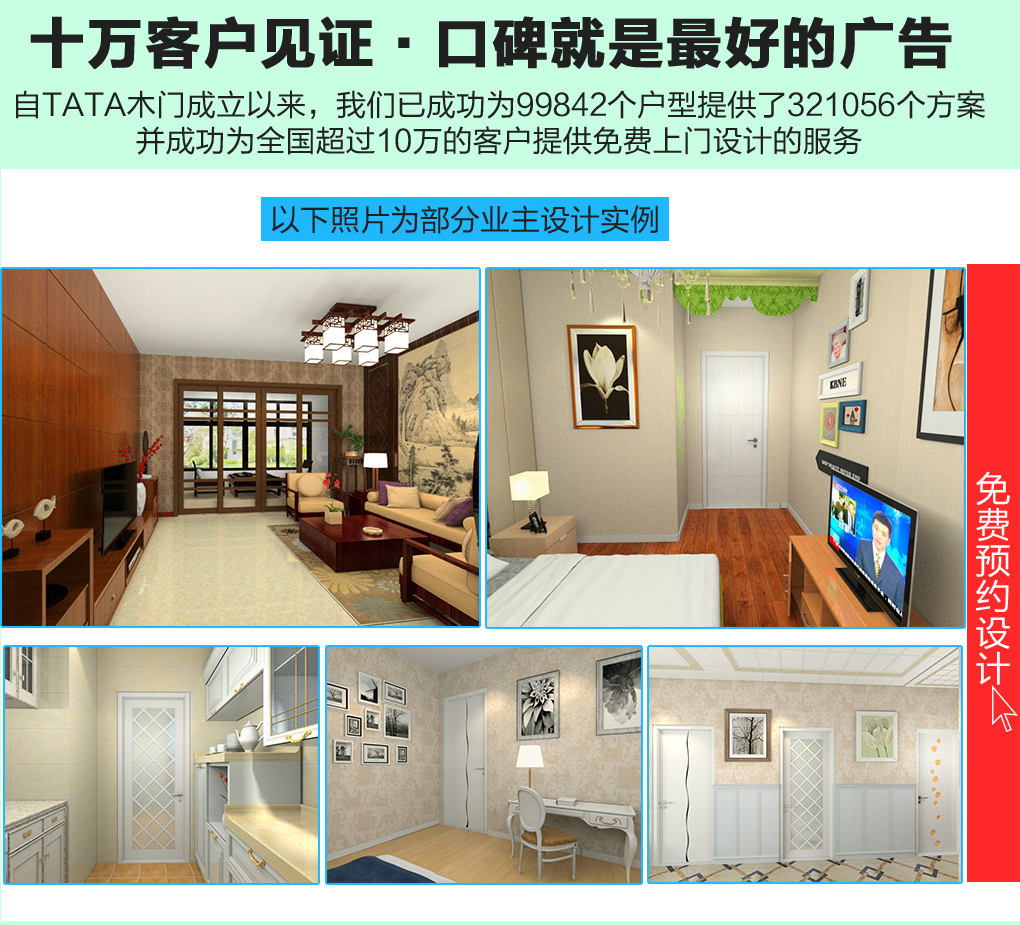 十万客户见证·口碑就是最好的广告
自TATA木门成立以来，我们已成功为99842个户型提供了321056个方案
并成功为全国超过10万的客户提供免费上门设计的服务
以下照片为部分业主设计实例
KBNE
免费预约设计